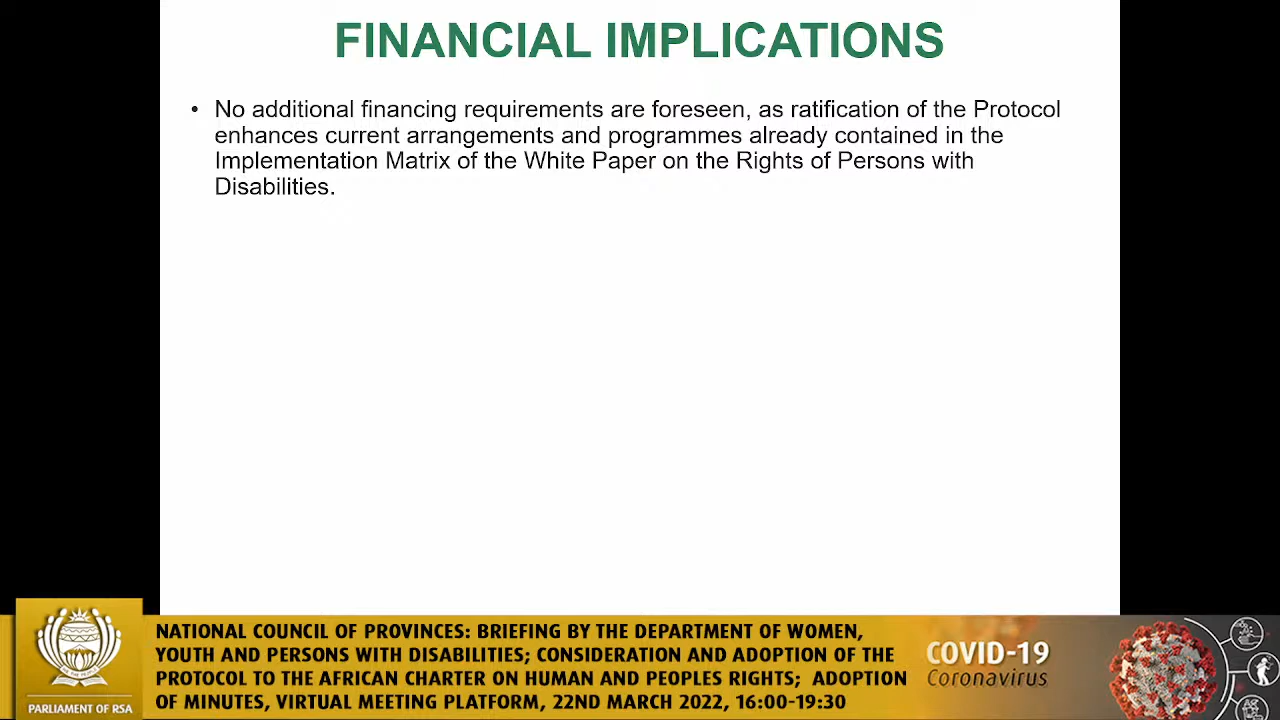 FINANCIAL IMPLICATIONS
• No additional financing requirements are foreseen, as ratification of the Protocol
enhances current arrangements and programmes already contained in the
Implementation Matrix of the White Paper on the Rights of Persons with
Disabilities.
NATIONAL COUNCIL OF PROVINCES: BRIEFING BY THE DEPARTMENT OF WOMEN,
YOUTH AND PERSONS WITH DISABILITIES; CONSIDERATION AND ADOPTION OF THE
PROTOCOL TO THE AFRICAN CHARTER ON HUMAN AND PEOPLES RIGHTS; ADOPTION
OF MINUTES, VIRTUAL MEETING PLATFORM, 22ND MARCH 2022, 16:00-19:30
PARLIAMENT OF RSA
COVID-19
Coronavirus